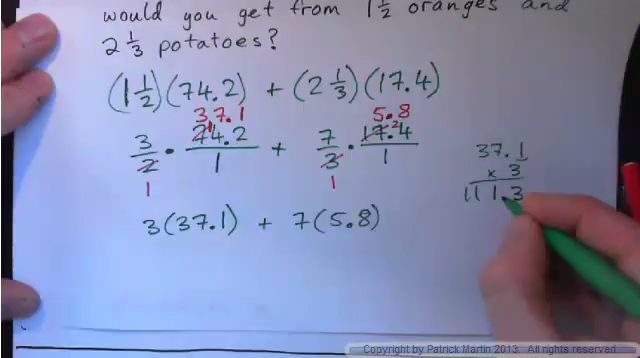 would you get from 1 1/2 oranges and
2 1/3 potatoes?
(1 1/2)(74.2) + (2 1/3)(17.4)
37.1 5.8
3/2 • 74.2/1 + 7/3 • 17.4/1
1 1
3(37.1) + 7(5.8)
37.1
x 3
111.3
Copyright by Patrick Martin 2013. All rights reserved